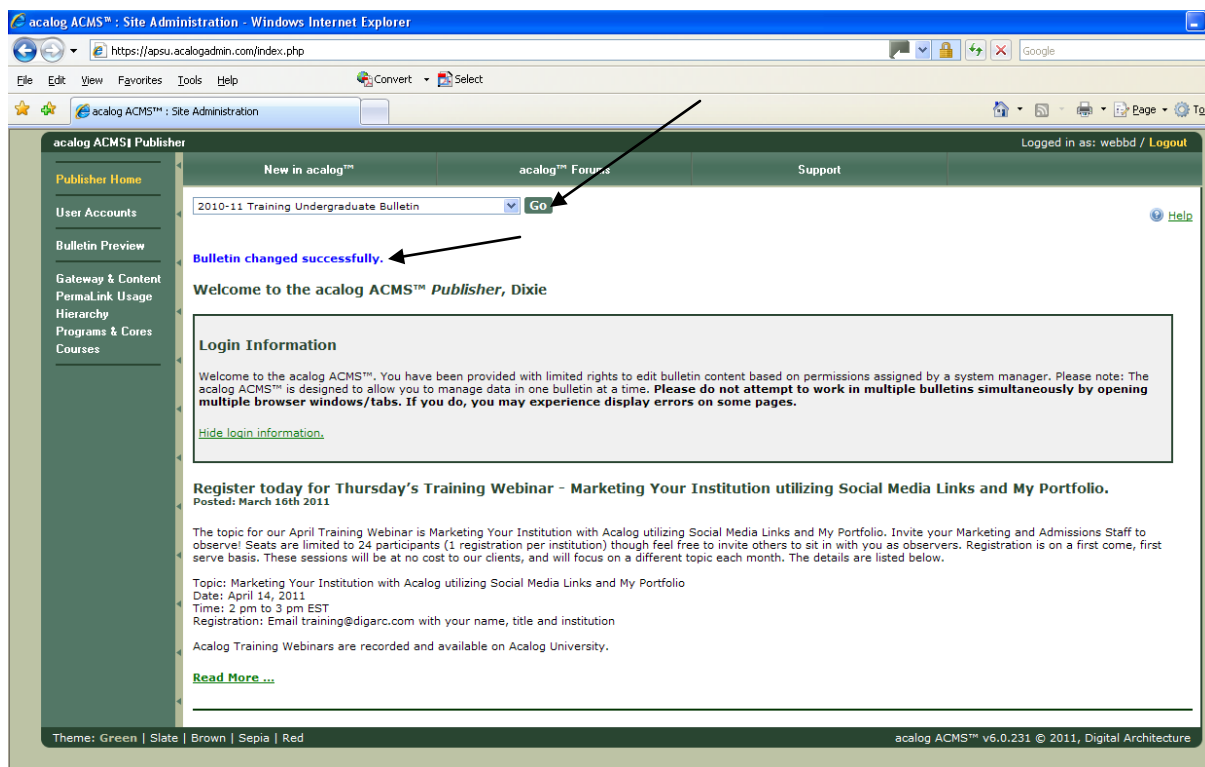 acalog ACMS™ : Site Administration - Windows Internet Explorer
https://apsu.acalogadmin.com/index.php
Google
File Edit View Favorites Tools Help Convert Select
acalog ACMS™ : Site Administration
Page To
acalog ACMS Publisher
Logged in as: webbd / Logout
Publisher Home
User Accounts
Bulletin Preview
Gateway & Content
PermaLink Usage
Hierarchy
Programs & Cores
Courses
New in acalog™ acalog™ Forums Support
2010-11 Training Undergraduate Bulletin Go
Help
Bulletin changed successfully.
Welcome to the acalog ACMS™ Publisher, Dixie
Login Information
Welcome to the acalog ACMS™. You have been provided with limited rights to edit bulletin content based on permissions assigned by a system manager. Please note: The
acalog ACMS™ is designed to allow you to manage data in one bulletin at a time. Please do not attempt to work in multiple bulletins simultaneously by opening
multiple browser windows/tabs. If you do, you may experience display errors on some pages.
Hide login information.
Register today for Thursday's Training Webinar - Marketing Your Institution utilizing Social Media Links and My Portfolio.
Posted: March 16th 2011
The topic for our April Training Webinar is Marketing Your Institution with Acalog utilizing Social Media Links and My Portfolio. Invite your Marketing and Admissions Staff to
observe! Seats are limited to 24 participants (1 registration per institution) though feel free to invite others to sit in with you as observers. Registration is on a first come, first
serve basis. These sessions will be at no cost to our clients, and will focus on a different topic each month. The details are listed below.
Topic: Marketing Your Institution with Acalog utilizing Social Media Links and My Portfolio
Date: April 14, 2011
Time: 2 pm to 3 pm EST
Registration: Email training@digarc.com with your name, title and institution
Acalog Training Webinars are recorded and available on Acalog University.
Read More ...
Theme: Green | Slate | Brown | Sepia | Red
acalog ACMS™ v6.0.231 © 2011, Digital Architecture